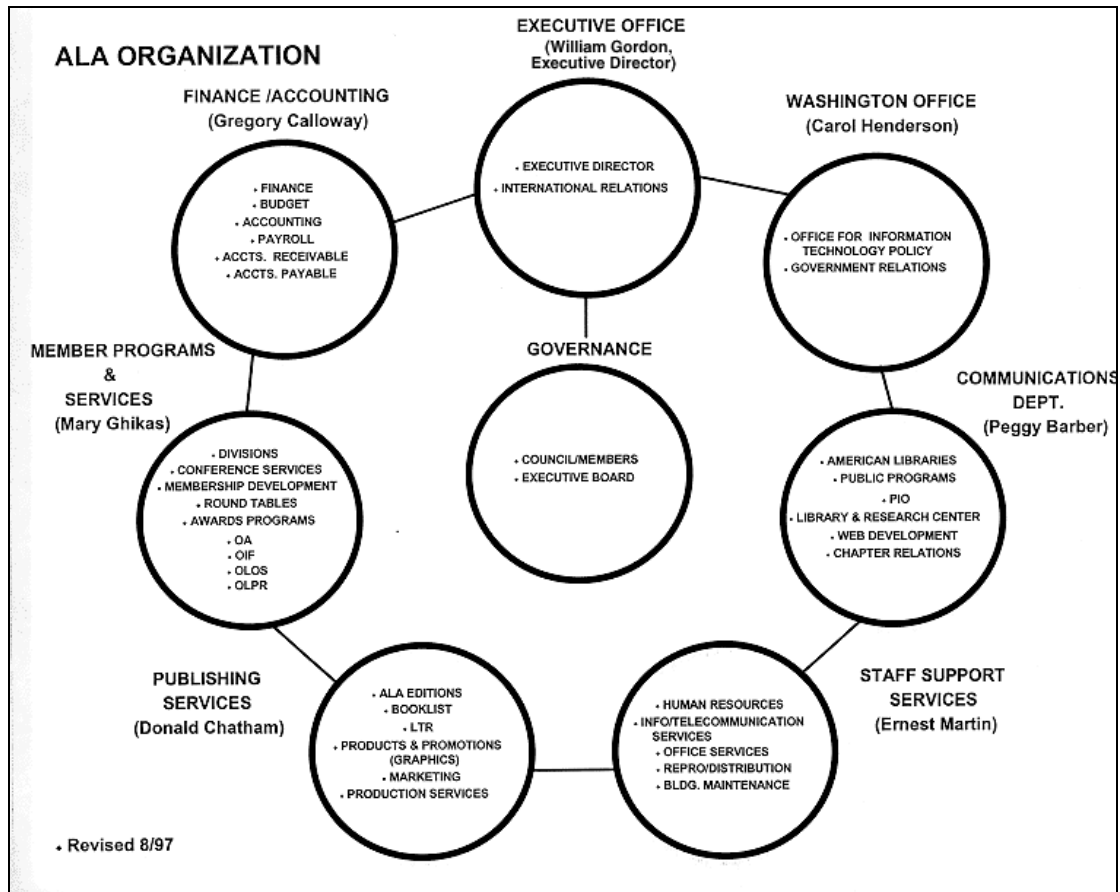 ALA ORGANIZATION
EXECUTIVE OFFICE
(William Gordon,
Executive Director)
+ EXECUTIVE DIRECTOR
+ INTERNATIONAL RELATIONS
FINANCE /ACCOUNTING
(Gregory Calloway)
+ FINANCE
+ BUDGET
+ ACCOUNTING
+ PAYROLL
+ ACCTS. RECEIVABLE
+ ACCTS. PAYABLE
WASHINGTON OFFICE
(Carol Henderson)
+ OFFICE FOR INFORMATION
TECHNOLOGY POLICY
+ GOVERNMENT RELATIONS
GOVERNANCE
+ COUNCIL/MEMBERS
+ EXECUTIVE BOARD
MEMBER PROGRAMS
&
SERVICES
(Mary Ghikas)
+ DIVISIONS
+ CONFERENCE SERVICES
+ MEMBERSHIP DEVELOPMENT
+ ROUND TABLES
+ AWARDS PROGRAMS
+ OA
+ OIF
+ OLOS
+ OLPR
COMMUNICATIONS
DEPT.
(Peggy Barber)
+ AMERICAN LIBRARIES
+ PUBLIC PROGRAMS
+ PIO
+ LIBRARY & RESEARCH CENTER
+ WEB DEVELOPMENT
+ CHAPTER RELATIONS
PUBLISHING
SERVICES
(Donald Chatham)
+ ALA EDITIONS
+ BOOKLIST
+ LTR
+ PRODUCTS & PROMOTIONS
(GRAPHICS)
+ MARKETING
+ PRODUCTION SERVICES
STAFF SUPPORT
SERVICES
(Ernest Martin)
+ HUMAN RESOURCES
+ INFO/TELECOMMUNICATION
SERVICES
+ OFFICE SERVICES
+ REPRO/DISTRIBUTION
+ BLDG. MAINTENANCE
+ Revised 8/97